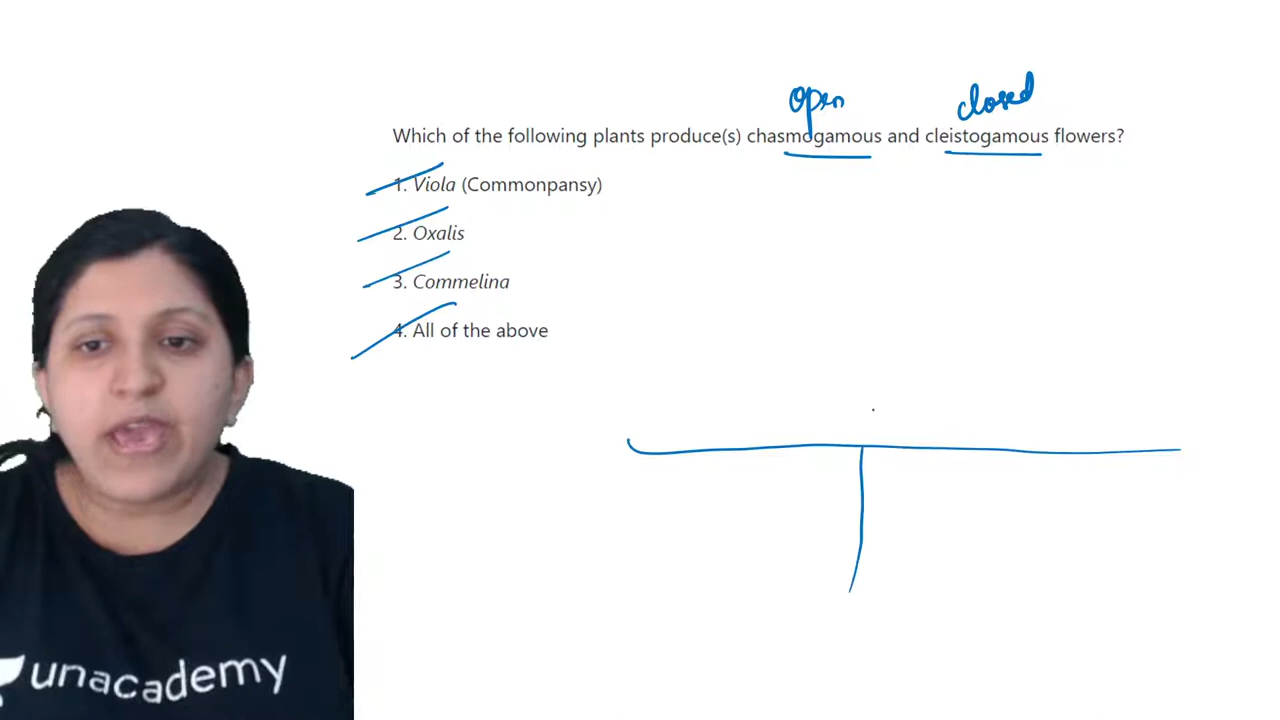 open closed
Which of the following plants produce(s) chasmogamous and cleistogamous flowers?
1. Viola (Commonpansy)
2. Oxalis
3. Commelina
4. All of the above
unacademy